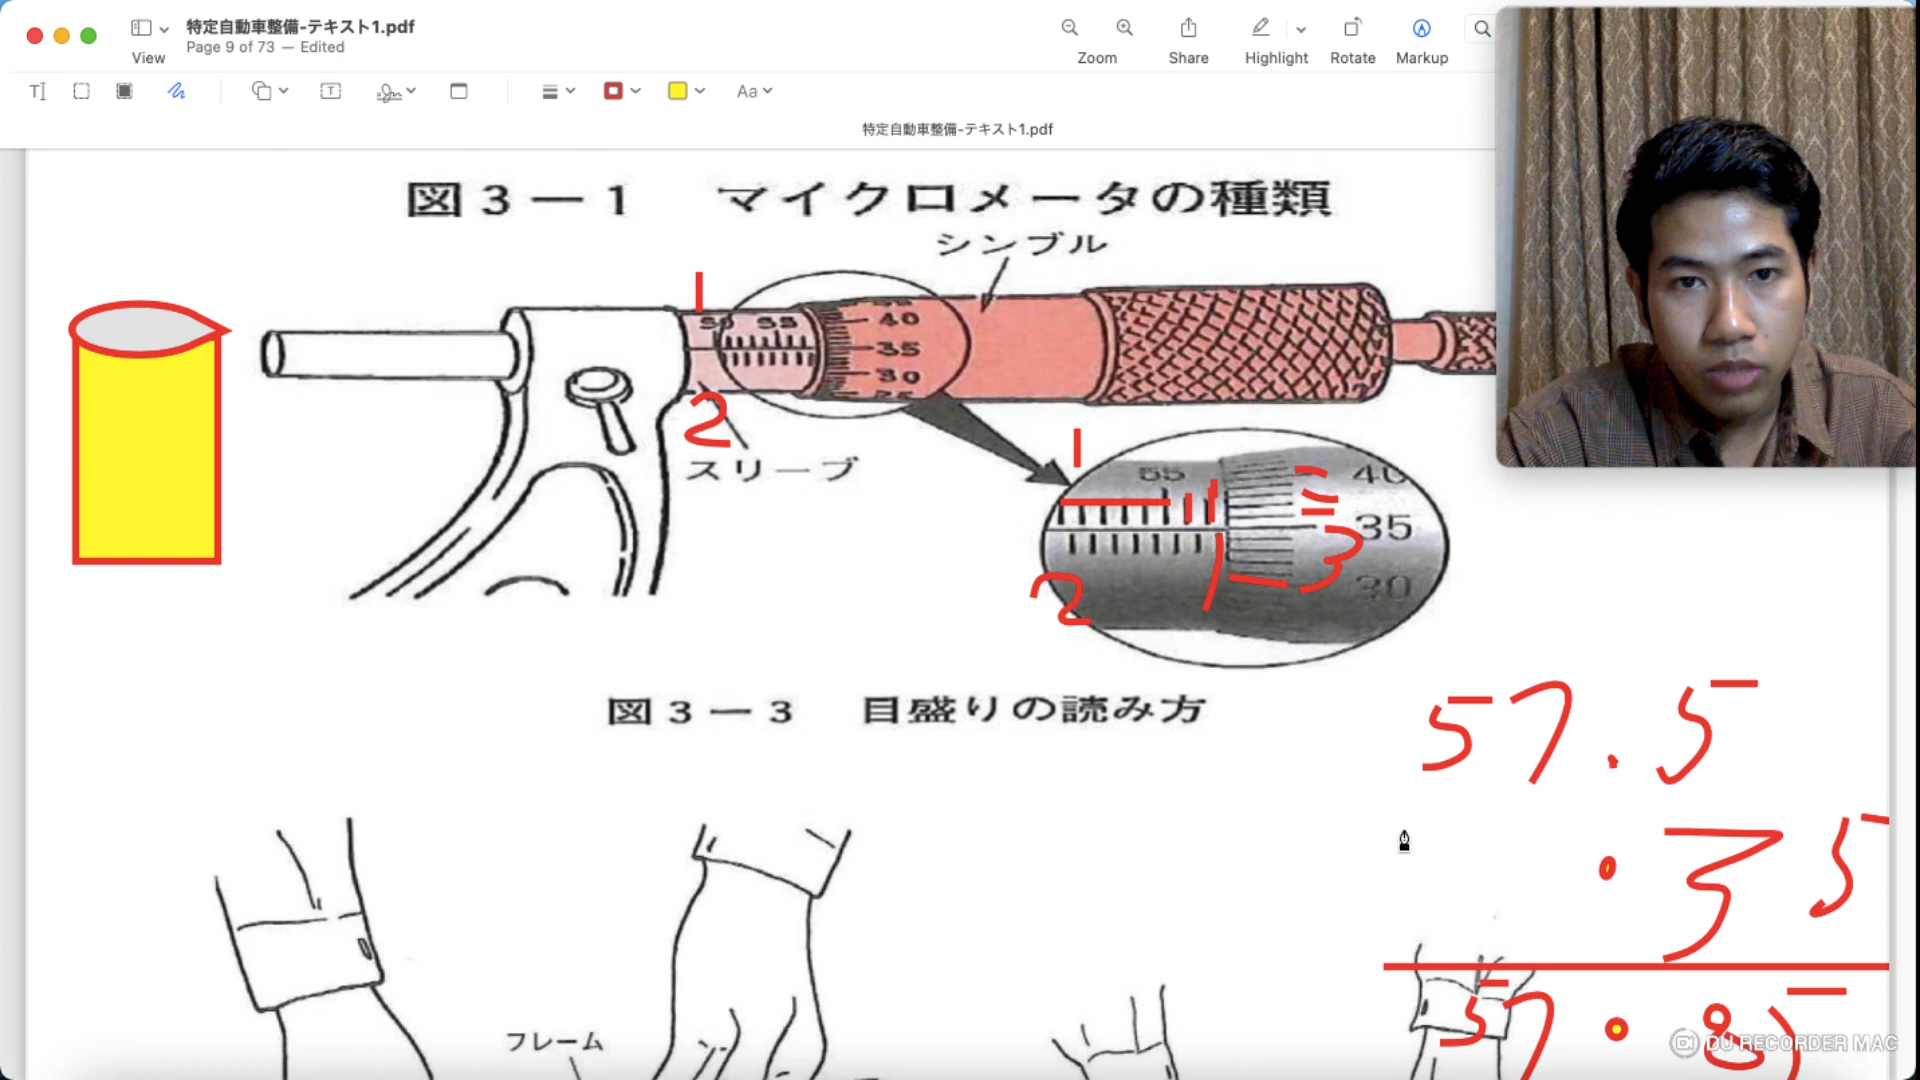 特定自動車整備-テキスト1.pdf
Page 9 of 73 — Edited
View
Zoom
Share
Highlight
Rotate
Markup
Aa
特定自動車整備-テキスト1.pdf
図3-1 マイクロメータの種類
シンブル
1
50 55
40
35
30
2
スリーブ
1
55
40
35
3
2
30
図3-3 目盛りの読み方
57.5
.35
57.85
フレーム
DU RECORDER MAC